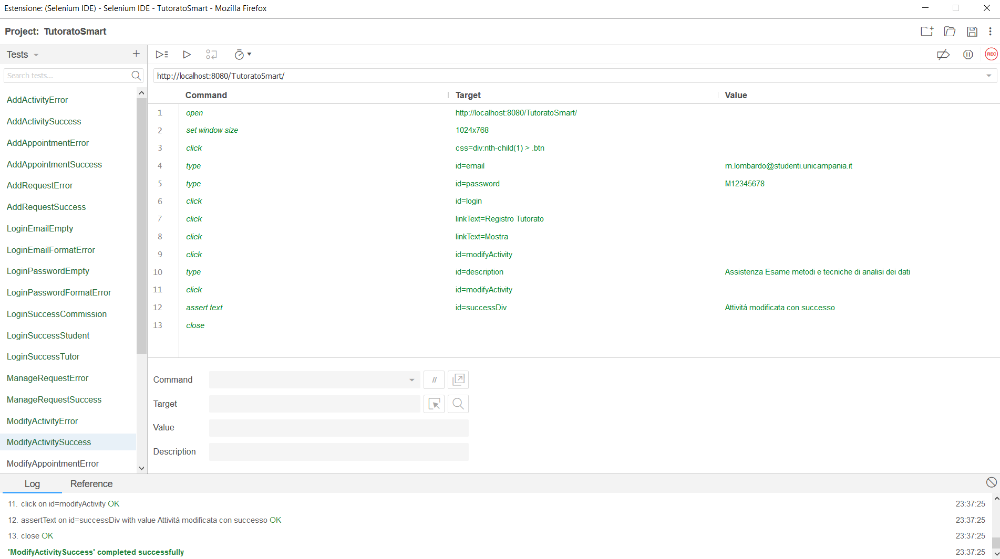 Estensione: (Selenium IDE) - Selenium IDE - TutoratoSmart - Mozilla Firefox
Project: TutoratoSmart
Tests
Search tests...
AddActivityError
AddActivitySuccess
AddAppointmentError
AddAppointmentSuccess
AddRequestError
AddRequestSuccess
LoginEmailEmpty
LoginEmailFormatError
LoginPasswordEmpty
LoginPasswordFormatError
LoginSuccessCommission
LoginSuccessStudent
LoginSuccessTutor
ManageRequestError
ManageRequestSuccess
ModifyActivityError
ModifyActivitySuccess
ModifyAppointmentError
REC
http://localhost:8080/TutoratoSmart/
Command Target Value
1 open http://localhost:8080/TutoratoSmart/
2 set window size 1024x768
3 click css=div:nth-child(1) > .btn
4 type id=email m.lombardo@studenti.unicampania.it
5 type id=password M12345678
6 click id=login
7 click linkText=Registro Tutorato
8 click linkText=Mostra
9 click id=modifyActivity
10 type id=description Assistenza Esame metodi e tecniche di analisi dei dati
11 click id=modifyActivity
12 assert text id=successDiv Attivitá modificata con successo
13 close
Command //
Target
Value
Description
Log Reference
11. click on id=modifyActivity OK 23:37:25
12. assertText on id=successDiv with value Attivitá modificata con successo OK 23:37:25
13. close OK 23:37:25
'ModifyActivitySuccess' completed successfully 23:37:25